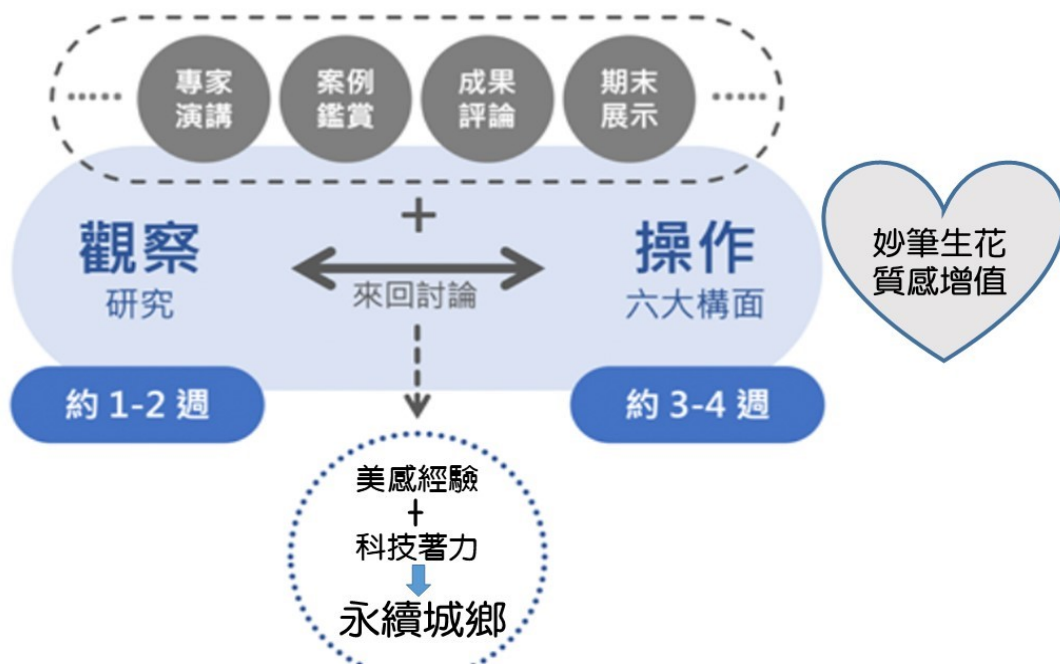 專家
演講
案例
鑑賞
成果
評論
期末
展示
+
觀察
研究
來回討論
操作
六大構面
妙筆生花
質感增值
約 1-2 週
約 3-4 週
美感經驗
+
科技著力
永續城鄉